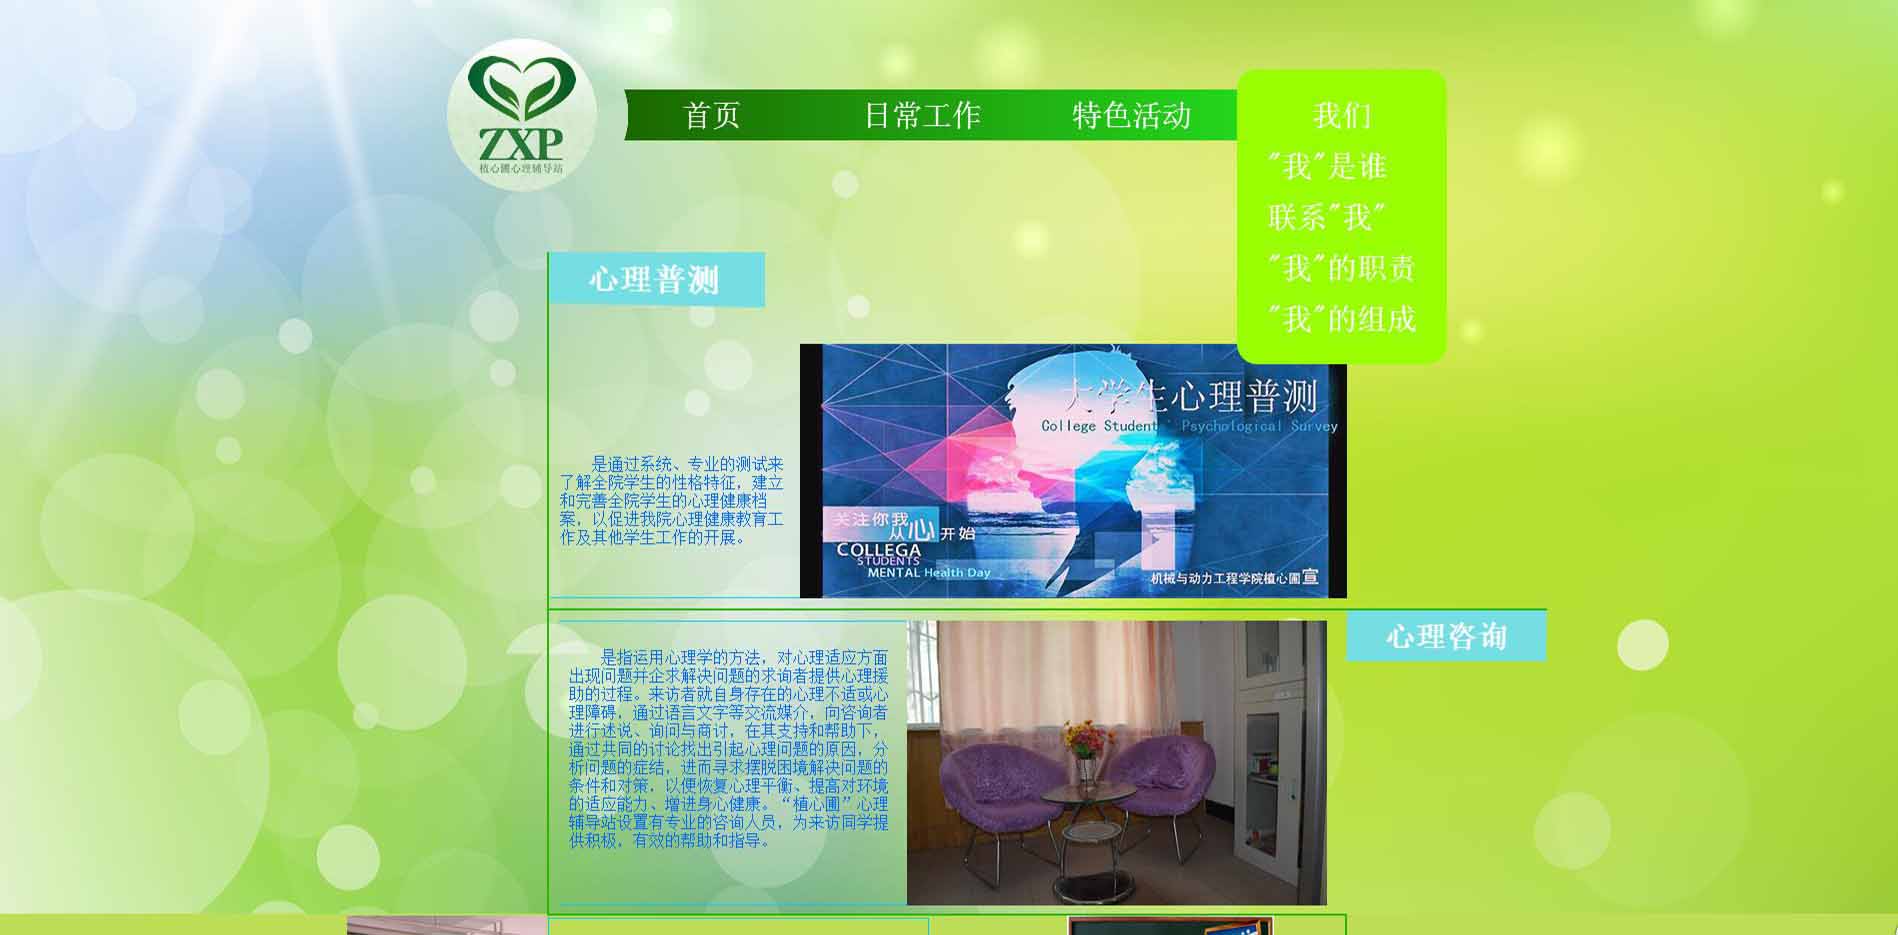 ZXP
植心圃心理辅导站
首页
日常工作
特色活动
我们
"我"是谁
联系"我"
"我"的职责
"我"的组成
心理普测
是通过系统、专业的测试来
了解全院学生的性格特征，建立
和完善全院学生的心理健康档
案，以促进我院心理健康教育工
作及其他学生工作的开展。
大学生心理普测
College Student' Psychological Survey
关注你我
从心开始
COLLEGA
STUDENTS
MENTAL Health Day
机械与动力工程学院植心圃宣
心理咨询
是指运用心理学的方法，对心理适应方面
出现问题并企求解决问题的求询者提供心理援
助的过程。来访者就自身存在的心理不适或心
理障碍，通过语言文字等交流媒介，向咨询者
进行述说、询问与商讨，在其支持和帮助下，
通过共同的讨论找出引起心理问题的原因，分
析问题的症结，进而寻求摆脱困境解决问题的
条件和对策，以便恢复心理平衡、提高对环境
的适应能力、增进身心健康。“植心圃”心理
辅导站设置有专业的咨询人员，为来访同学提
供积极，有效的帮助和指导。